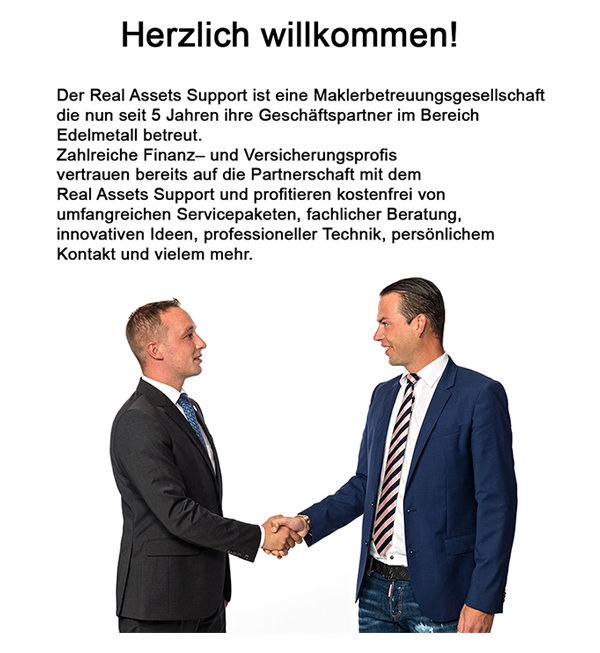 Herzlich willkommen!
Der Real Assets Support ist eine Maklerbetreuungsgesellschaft
die nun seit 5 Jahren ihre Geschäftspartner im Bereich
Edelmetall betreut.
Zahlreiche Finanz– und Versicherungsprofis
vertrauen bereits auf die Partnerschaft mit dem
Real Assets Support und profitieren kostenfrei von
umfangreichen Servicepaketen, fachlicher Beratung,
innovativen Ideen, professioneller Technik, persönlichem
Kontakt und vielem mehr.